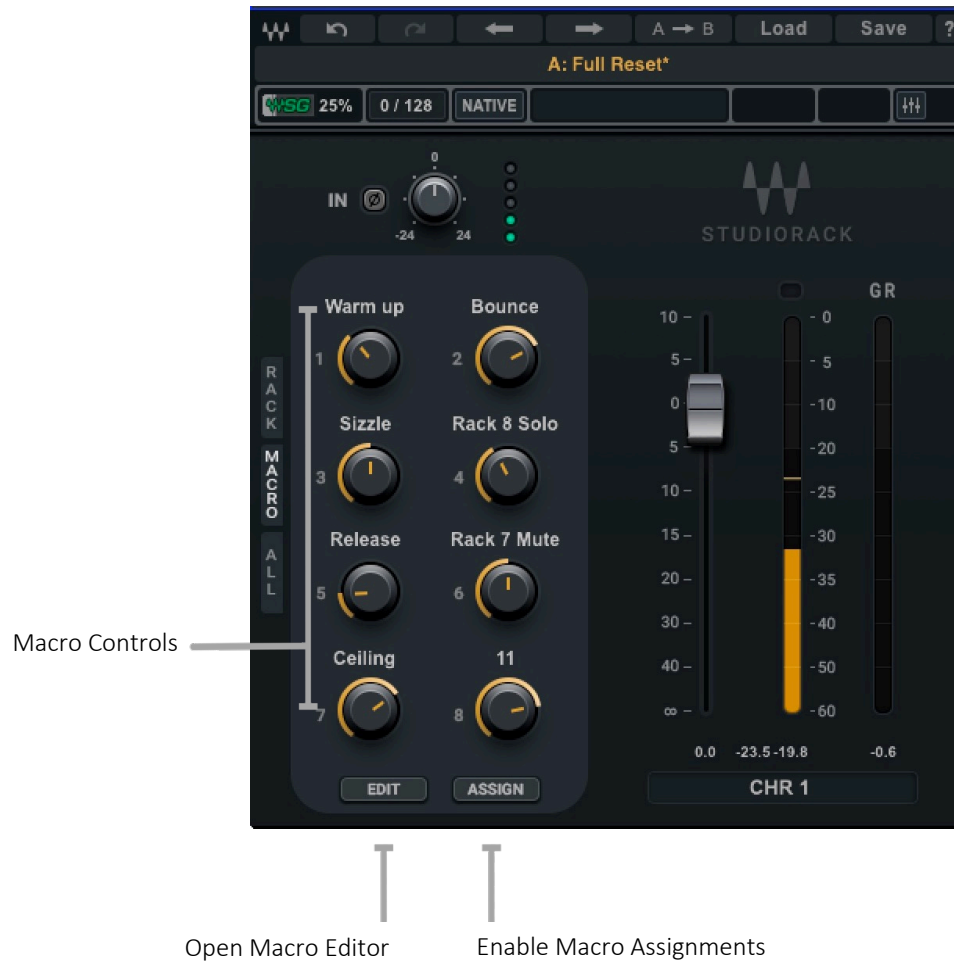 A → B Load Save ?
A: Full Reset*
WSG 25% 0 / 128 NATIVE
0
IN Ø
-24 24
STUDIORACK
GR
Warm up Bounce
1 2
Sizzle Rack 8 Solo
3 4
Release Rack 7 Mute
5 6
Ceiling 11
7 8
EDIT ASSIGN
RACK
MACRO
ALL
10 – - 0
5 – - 5
0 - -10
5 – -20
10 – -25
15 – -30
20 – -35
30 – -40
40 – -50
∞ – -60
0.0 -23.5 -19.8 -0.6
CHR 1
Macro Controls
Open Macro Editor Enable Macro Assignments